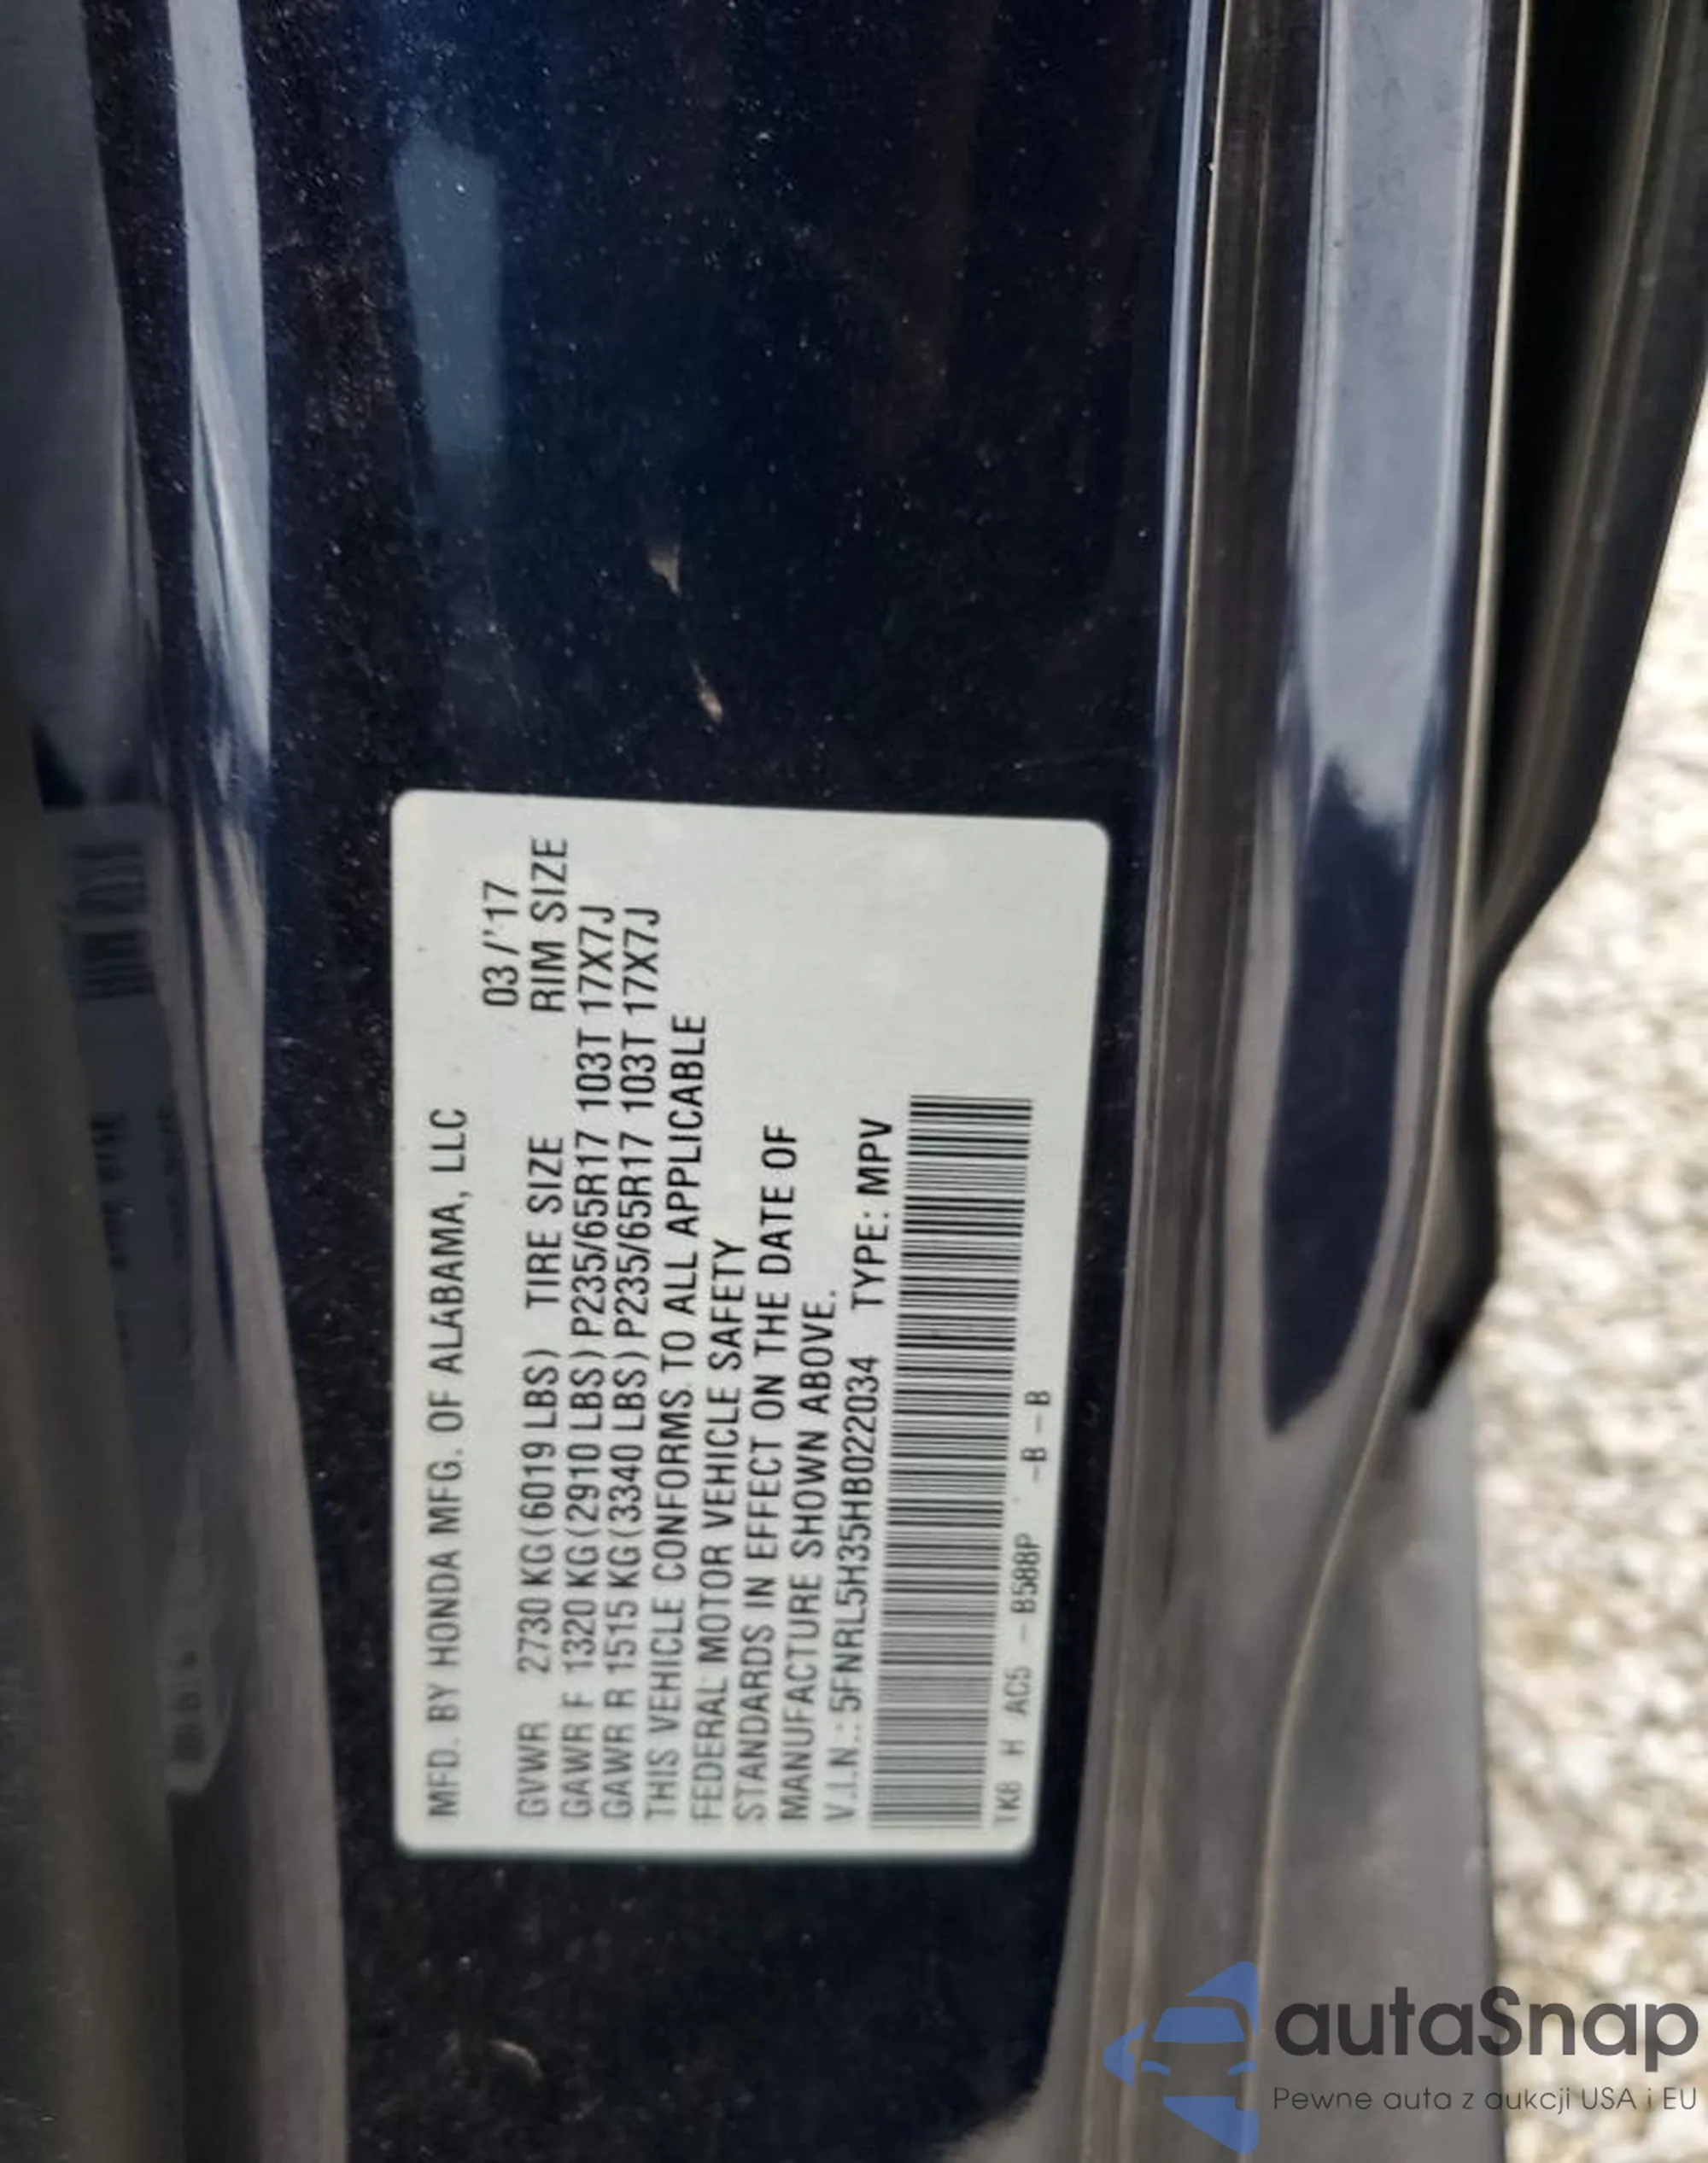 MFD. BY HONDA MFG. OF ALABAMA, LLC
03/'17
GVWR 2730 KG (6019 LBS) TIRE SIZE RIM SIZE
GAWR F 1320 KG (2910 LBS) P235/65R17 103T 17X7J
GAWR R 1515 KG (3340 LBS) P235/65R17 103T 17X7J
THIS VEHICLE CONFORMS TO ALL APPLICABLE
FEDERAL MOTOR VEHICLE SAFETY
STANDARDS IN EFFECT ON THE DATE OF
MANUFACTURE SHOWN ABOVE.
V.I.N.: 5FNRL5H35HB022034 TYPE: MPV
TK8 H AC5 - B588P -B - B
autaSnap
Pewne auta z aukcji USA i EU